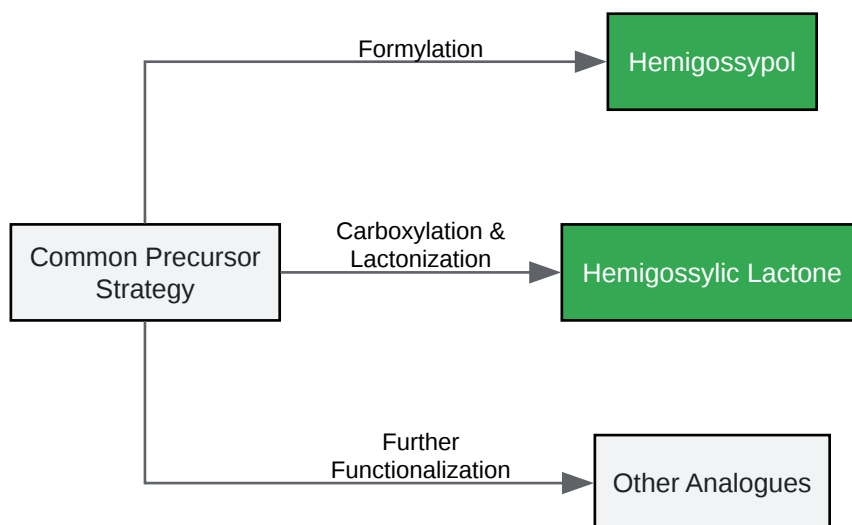 Formylation
Hemigossypol
Common Precursor
Strategy
Carboxylation &
Lactonization
Hemigossylic Lactone
Further
Functionalization
Other Analogues